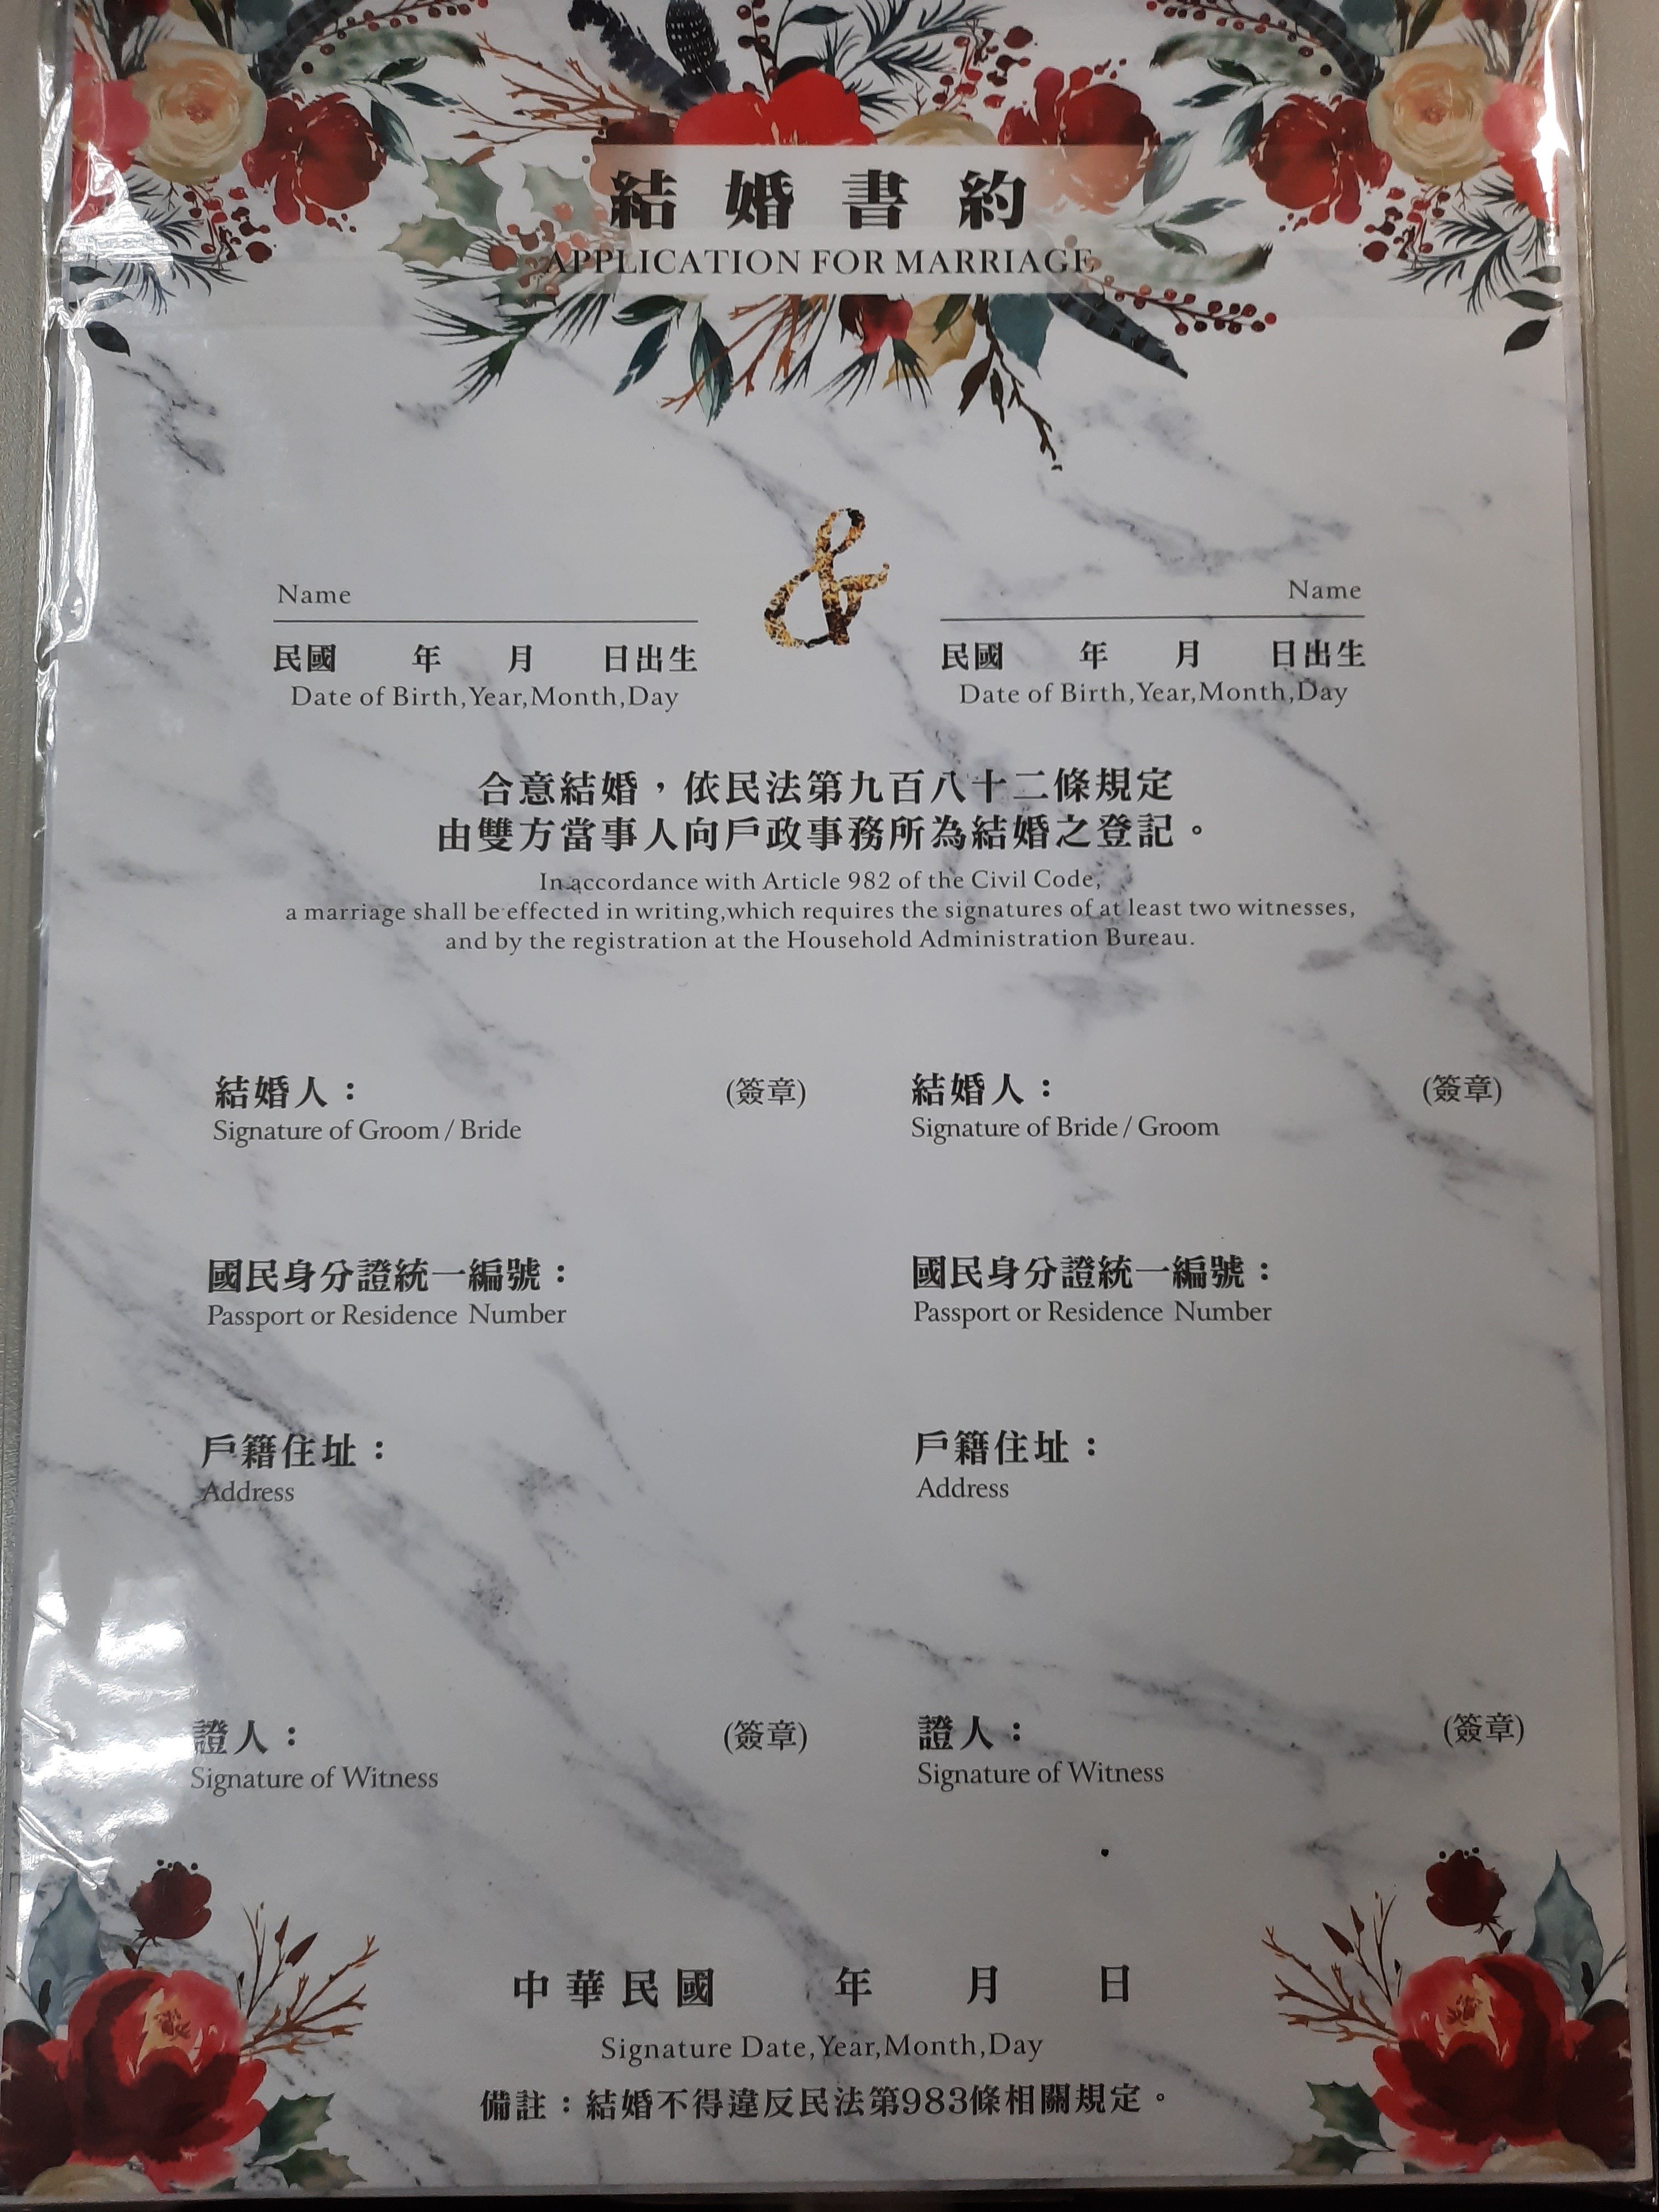 結婚書約
APPLICATION FOR MARRIAGE
&
Name Name
民國 年 月 日出生 民國 年 月 日出生
Date of Birth,Year,Month,Day Date of Birth,Year,Month,Day
合意結婚，依民法第九百八十二條規定
由雙方當事人向戶政事務所為結婚之登記。
In accordance with Article 982 of the Civil Code,
a marriage shall be effected in writing,which requires the signatures of at least two witnesses,
and by the registration at the Household Administration Bureau.
結婚人： (簽章) 結婚人： (簽章)
Signature of Groom / Bride Signature of Bride / Groom
國民身分證統一編號： 國民身分證統一編號：
Passport or Residence Number Passport or Residence Number
戶籍住址： 戶籍住址：
Address Address
證人： (簽章) 證人： (簽章)
Signature of Witness Signature of Witness
中華民國 年 月 日
Signature Date,Year,Month,Day
備註：結婚不得違反民法第983條相關規定。